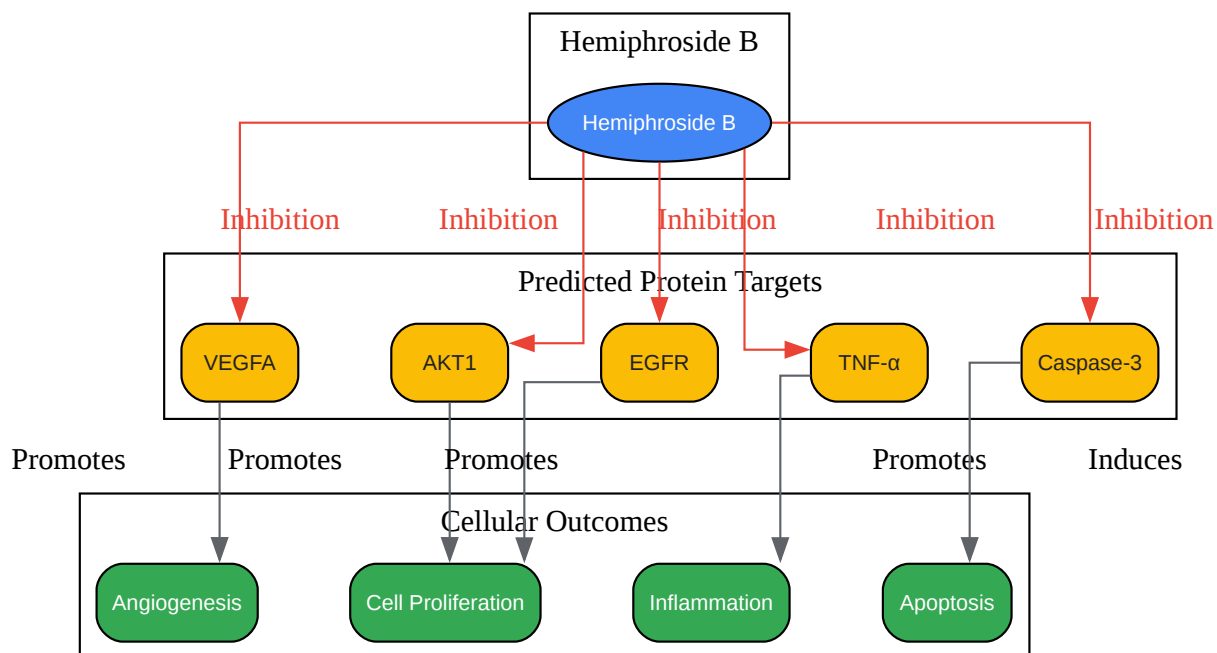 Hemiphroside B
Hemiphroside B
Inhibition
Inhibition
Inhibition
Inhibition
Inhibition
Predicted Protein Targets
VEGFA
AKT1
EGFR
TNF-α
Caspase-3
Promotes
Promotes
Promotes
Promotes
Induces
Cellular Outcomes
Angiogenesis
Cell Proliferation
Inflammation
Apoptosis